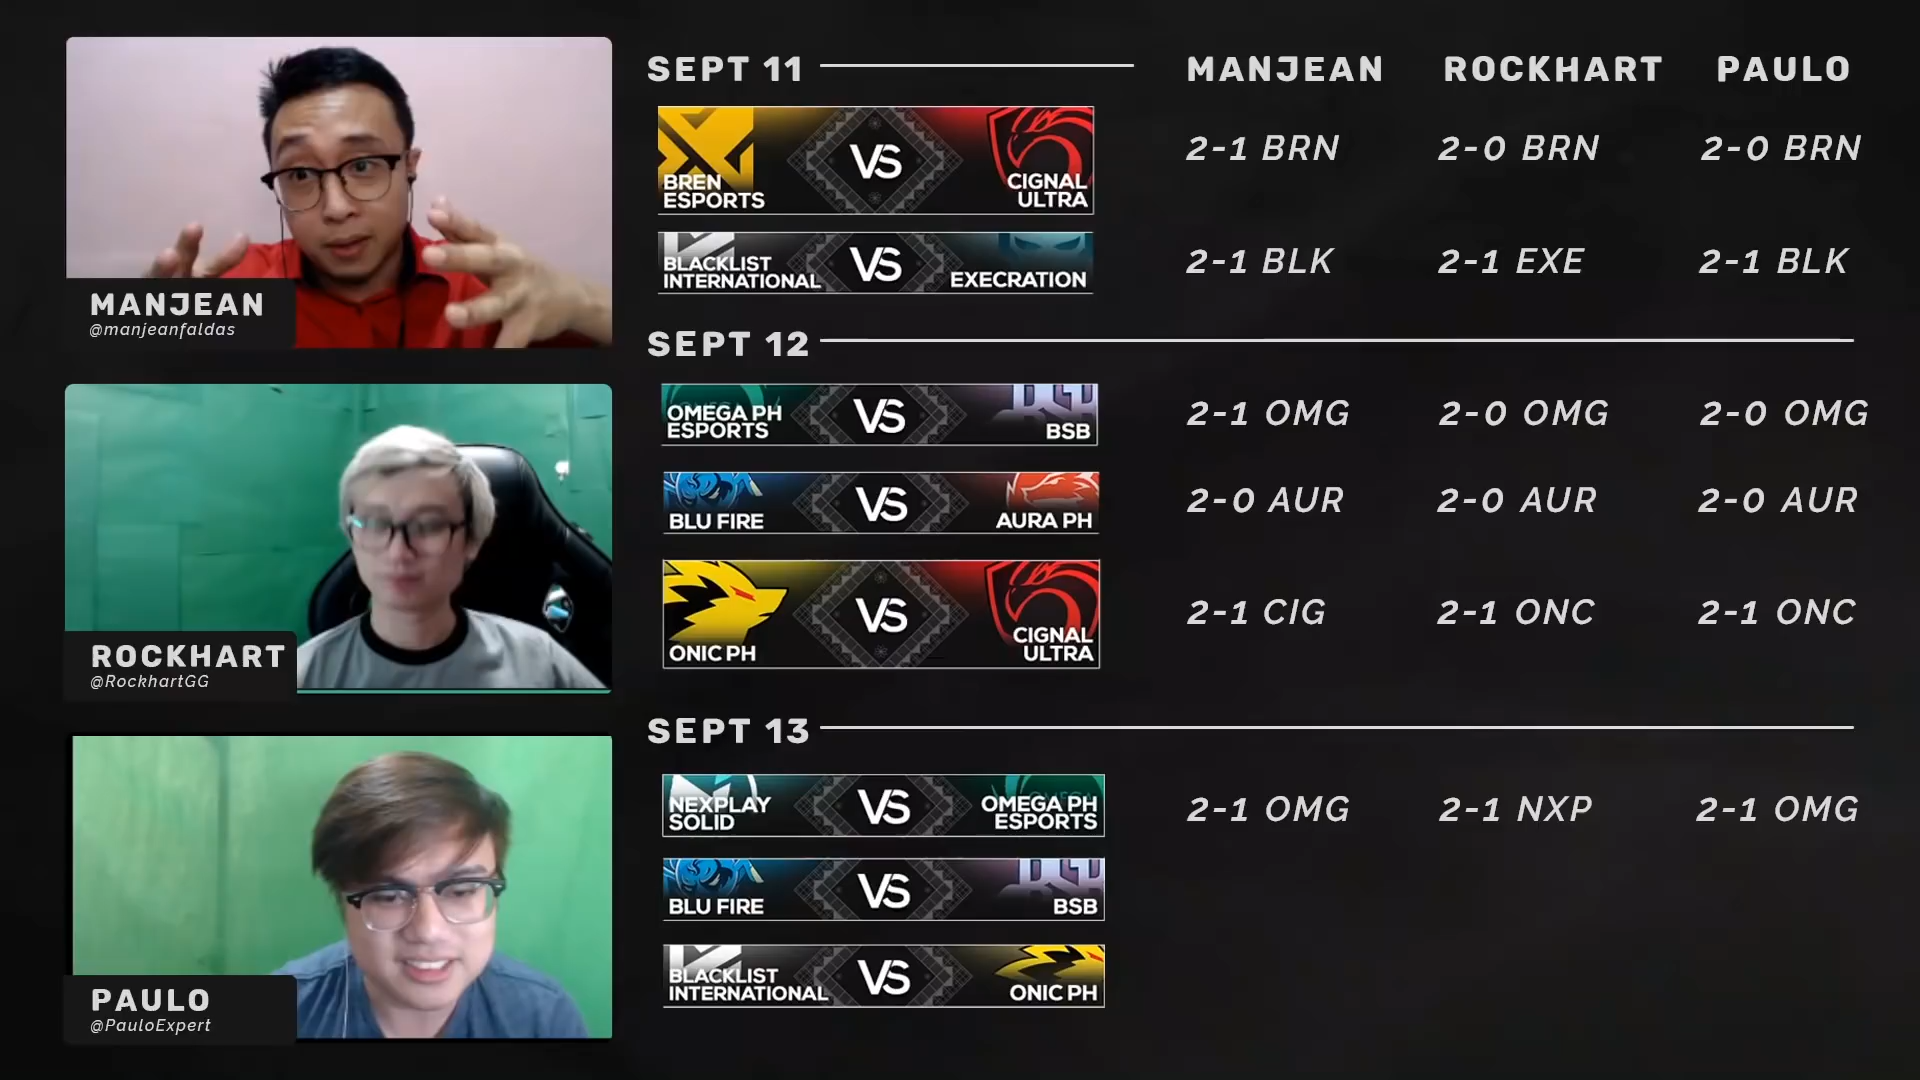 MANJEAN
@manjeanfaldas
ROCKHART
@RockhartGG
PAULO
@PauloExpert
SEPT 11
MANJEAN ROCKHART PAULO
BREN
ESPORTS
VS
CIGNAL
ULTRA
2-1 BRN 2-0 BRN 2-0 BRN
BLACKLIST
INTERNATIONAL
VS
EXECRATION
2-1 BLK 2-1 EXE 2-1 BLK
SEPT 12
OMEGA PH
ESPORTS
VS
BSB
2-1 OMG 2-0 OMG 2-0 OMG
BLU FIRE
VS
AURA PH
2-0 AUR 2-0 AUR 2-0 AUR
ONIC PH
VS
CIGNAL
ULTRA
2-1 CIG 2-1 ONC 2-1 ONC
SEPT 13
NEXPLAY
SOLID
VS
OMEGA PH
ESPORTS
2-1 OMG 2-1 NXP 2-1 OMG
BLU FIRE
VS
BSB
BLACKLIST
INTERNATIONAL
VS
ONIC PH